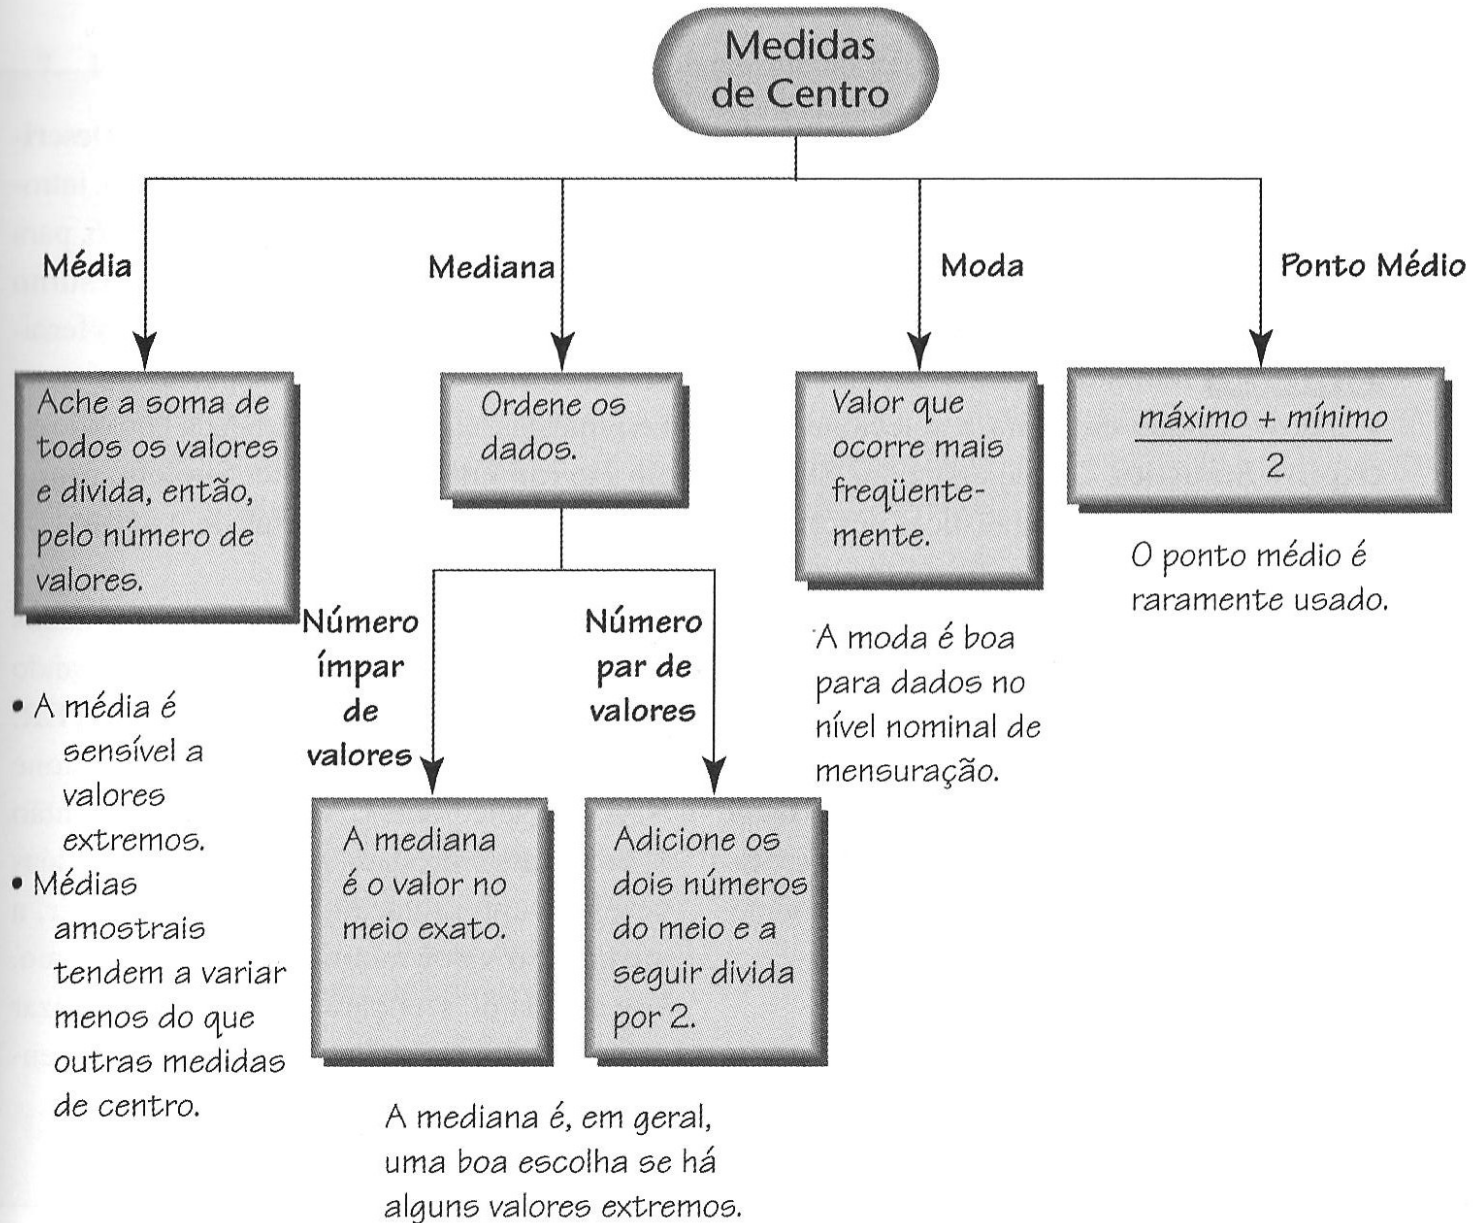 Medidas
de Centro
Média
Mediana
Moda
Ponto Médio
Ache a soma de
todos os valores
e divida, então,
pelo número de
valores.
• A média é
sensível a
valores
extremos.
• Médias
amostrais
tendem a variar
menos do que
outras medidas
de centro.
Ordene os
dados.
Número
ímpar
de
valores
A mediana
é o valor no
meio exato.
Número
par de
valores
Adicione os
dois números
do meio e a
seguir divida
por 2.
A mediana é, em geral,
uma boa escolha se há
alguns valores extremos.
Valor que
ocorre mais
freqüente-
mente.
A moda é boa
para dados no
nível nominal de
mensuração.
máximo + mínimo
2
O ponto médio é
raramente usado.